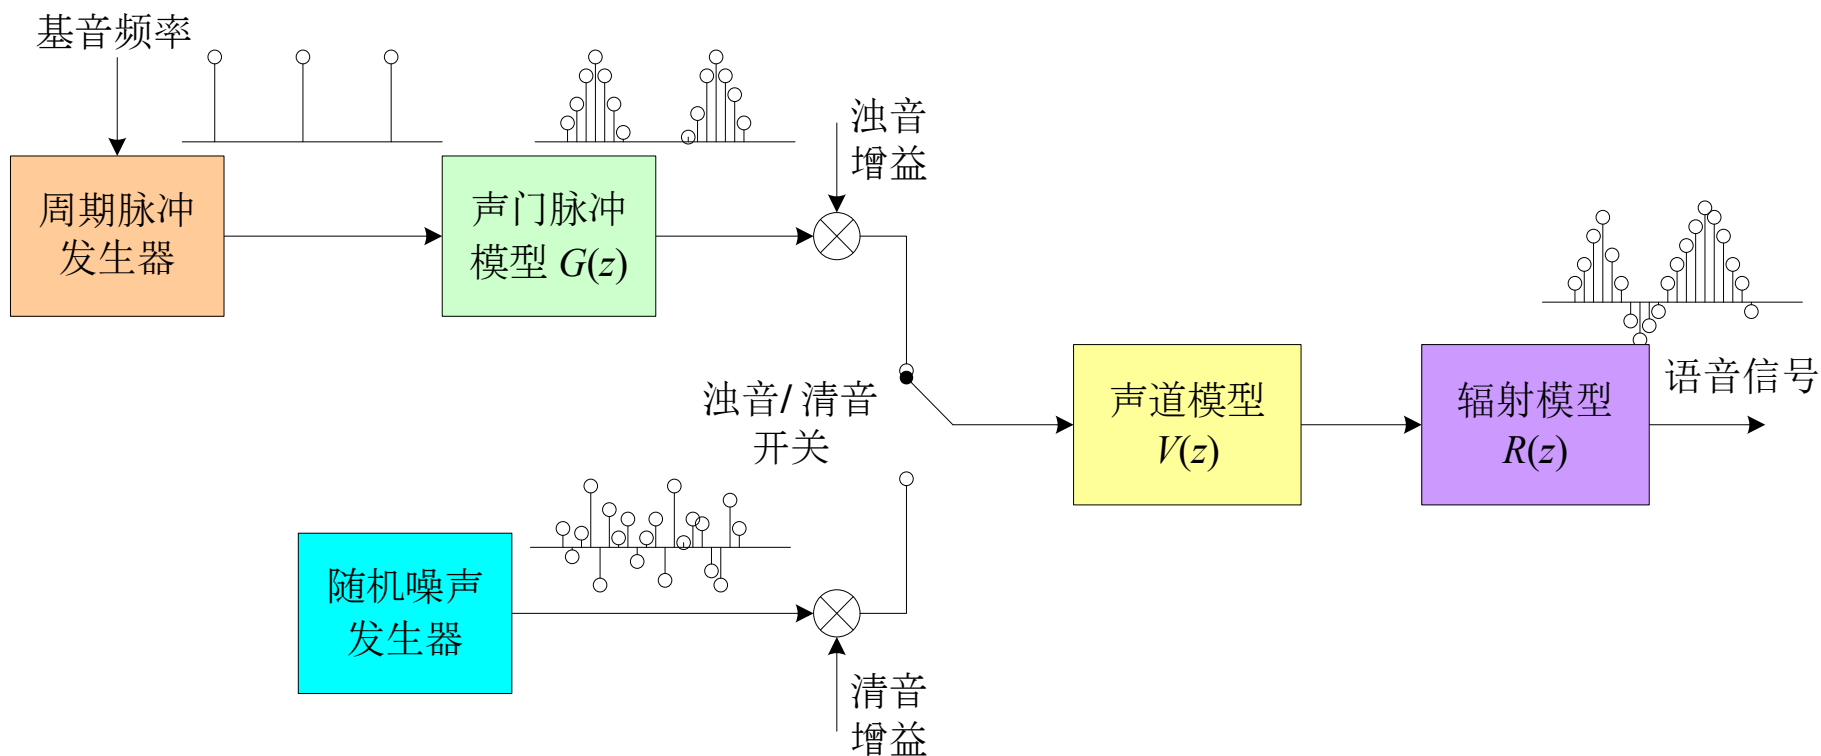 基音频率
周期脉冲
发生器
声门脉冲
模型 G(z)
浊音
增益
浊音/ 清音
开关
声道模型
V(z)
辐射模型
R(z)
语音信号
随机噪声
发生器
清音
增益